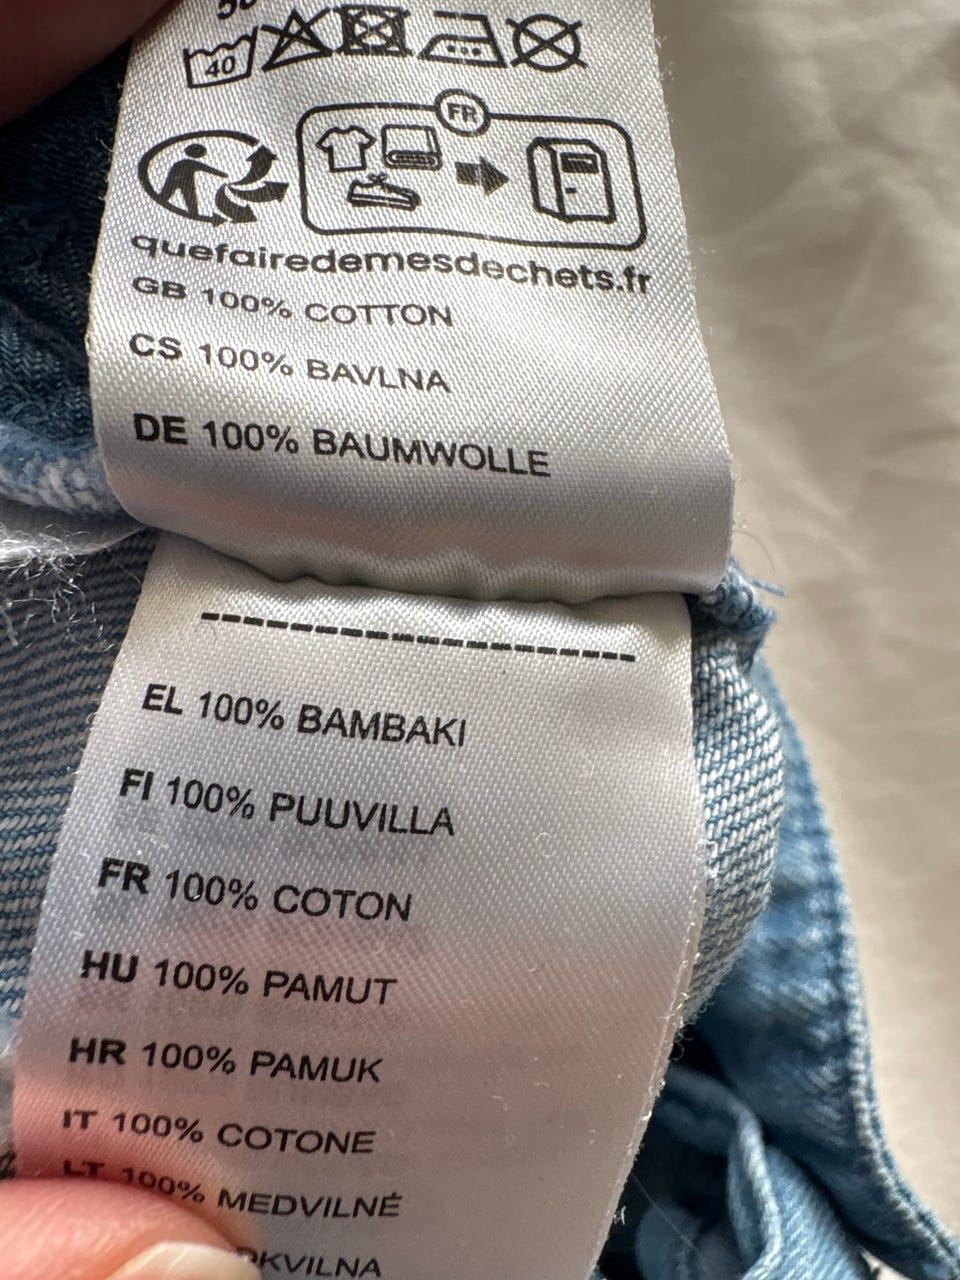 40
FR
quefairedemesdechets.fr
GB 100% COTTON
CS 100% BAVLNA
DE 100% BAUMWOLLE
--------------------
EL 100% BAMBAKI
FI 100% PUUVILLA
FR 100% COTON
HU 100% PAMUT
HR 100% PAMUK
IT 100% COTONE
LT 100% MEDVILNÉ